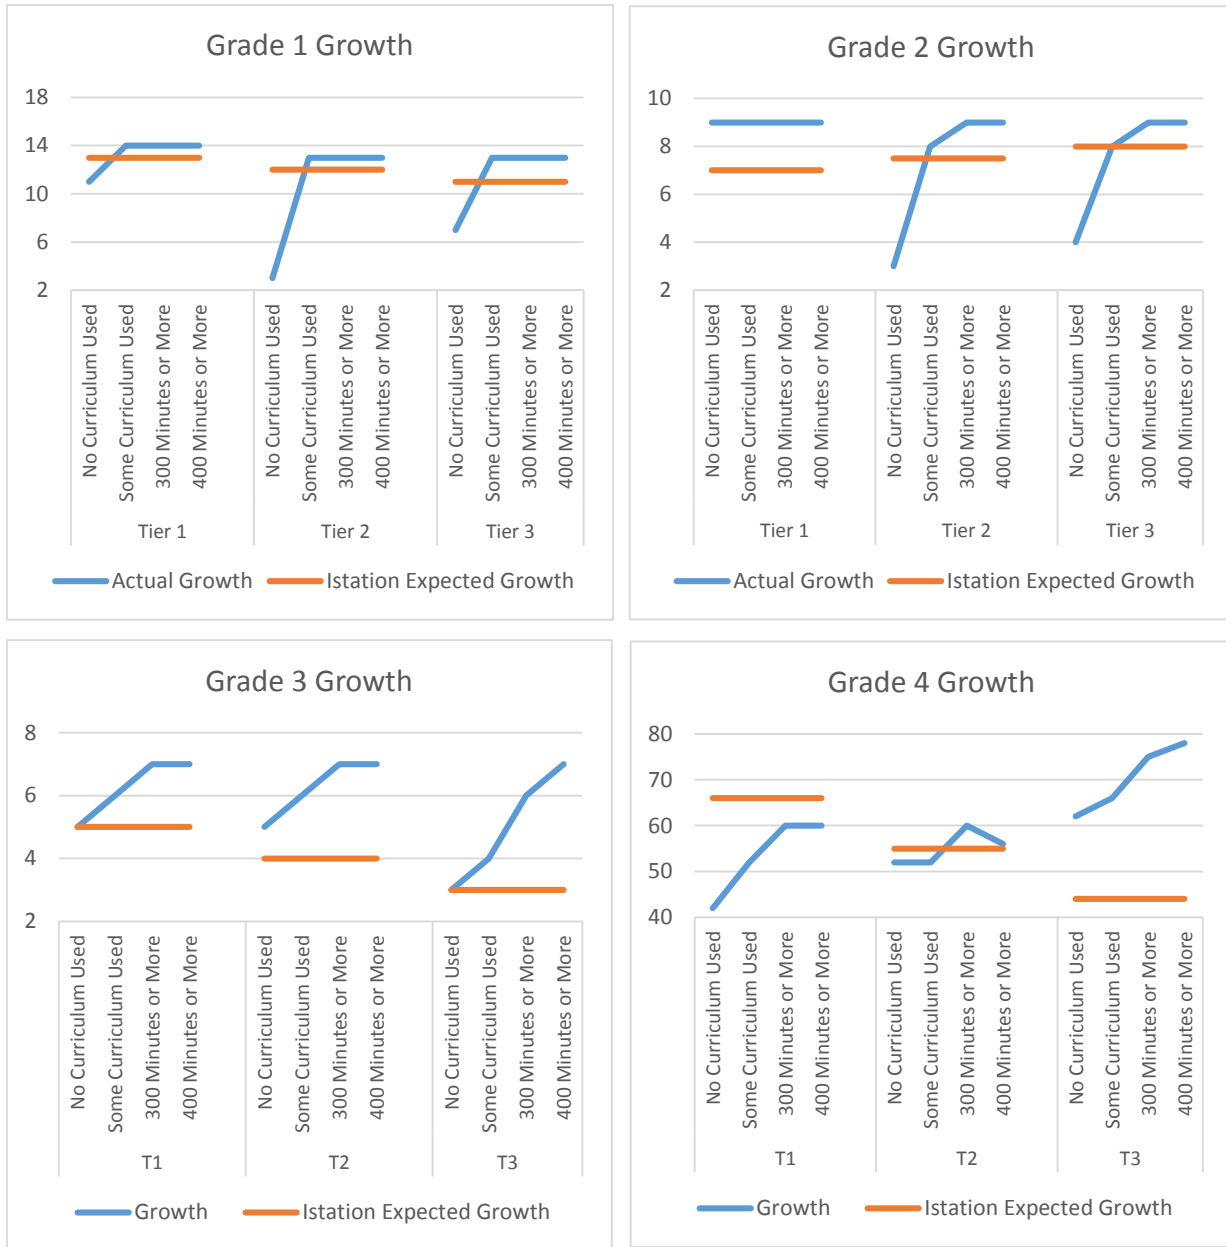 Grade 1 Growth
18
14
10
6
2
No Curriculum Used
Some Curriculum Used
300 Minutes or More
400 Minutes or More
No Curriculum Used
Some Curriculum Used
300 Minutes or More
400 Minutes or More
No Curriculum Used
Some Curriculum Used
300 Minutes or More
400 Minutes or More
Tier 1 Tier 2 Tier 3
Actual Growth Istation Expected Growth
Grade 2 Growth
10
8
6
4
2
No Curriculum Used
Some Curriculum Used
300 Minutes or More
400 Minutes or More
No Curriculum Used
Some Curriculum Used
300 Minutes or More
400 Minutes or More
No Curriculum Used
Some Curriculum Used
300 Minutes or More
400 Minutes or More
Tier 1 Tier 2 Tier 3
Actual Growth Istation Expected Growth
Grade 3 Growth
8
6
4
2
No Curriculum Used
Some Curriculum Used
300 Minutes or More
400 Minutes or More
No Curriculum Used
Some Curriculum Used
300 Minutes or More
400 Minutes or More
No Curriculum Used
Some Curriculum Used
300 Minutes or More
400 Minutes or More
T1 T2 T3
Growth Istation Expected Growth
Grade 4 Growth
80
70
60
50
40
No Curriculum Used
Some Curriculum Used
300 Minutes or More
400 Minutes or More
No Curriculum Used
Some Curriculum Used
300 Minutes or More
400 Minutes or More
No Curriculum Used
Some Curriculum Used
300 Minutes or More
400 Minutes or More
T1 T2 T3
Growth Istation Expected Growth